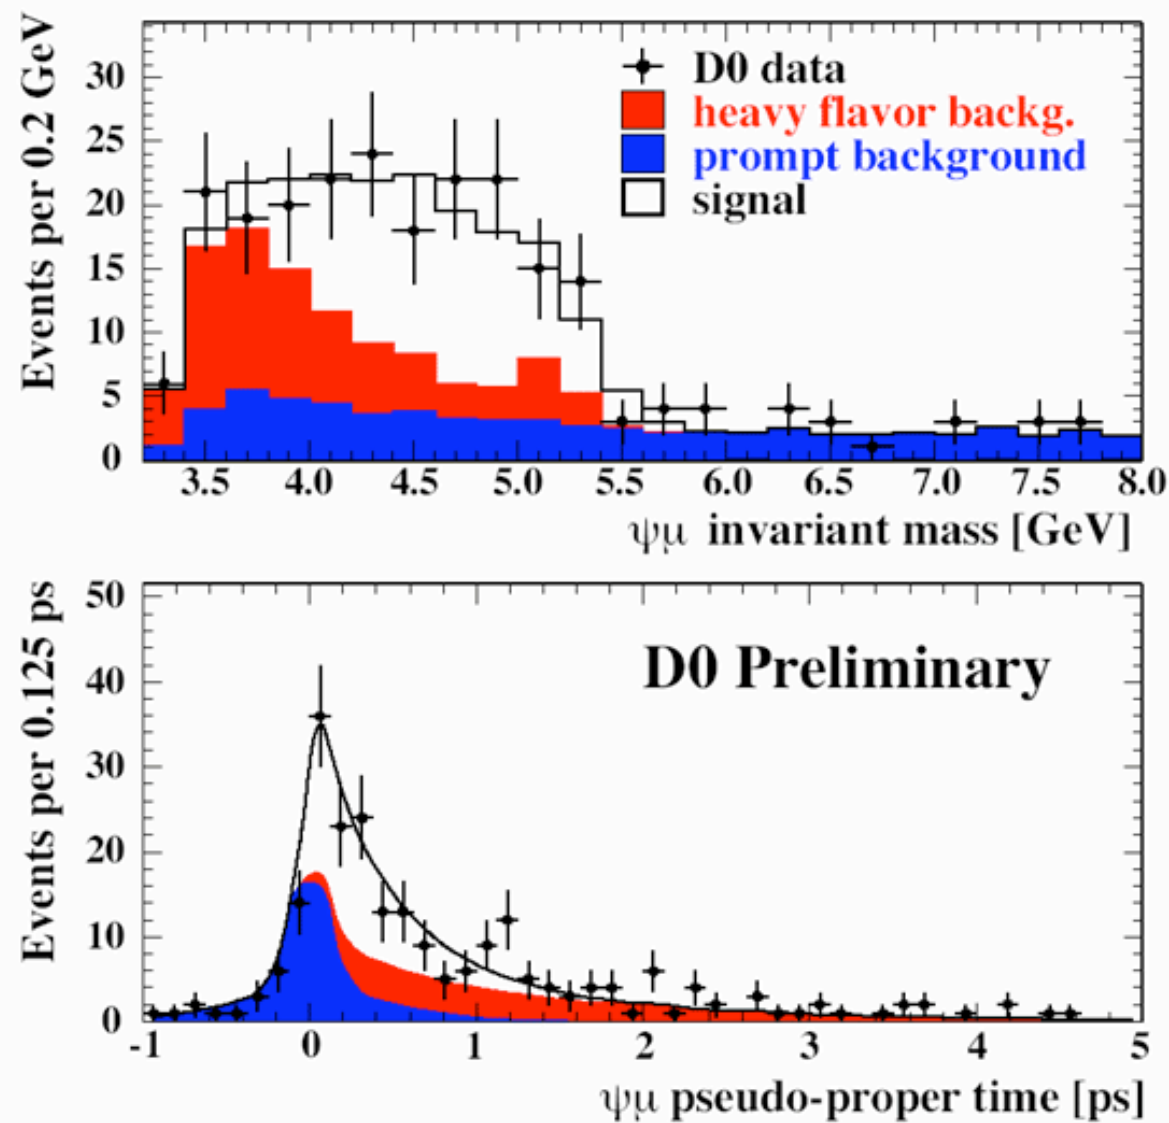 Events per 0.2 GeV
30
25
20
15
10
5
0
D0 data
heavy flavor backg.
prompt background
signal
3.5 4.0 4.5 5.0 5.5 6.0 6.5 7.0 7.5 8.0
ψμ invariant mass [GeV]
Events per 0.125 ps
50
40
30
20
10
0
D0 Preliminary
-1 0 1 2 3 4 5
ψμ pseudo-proper time [ps]